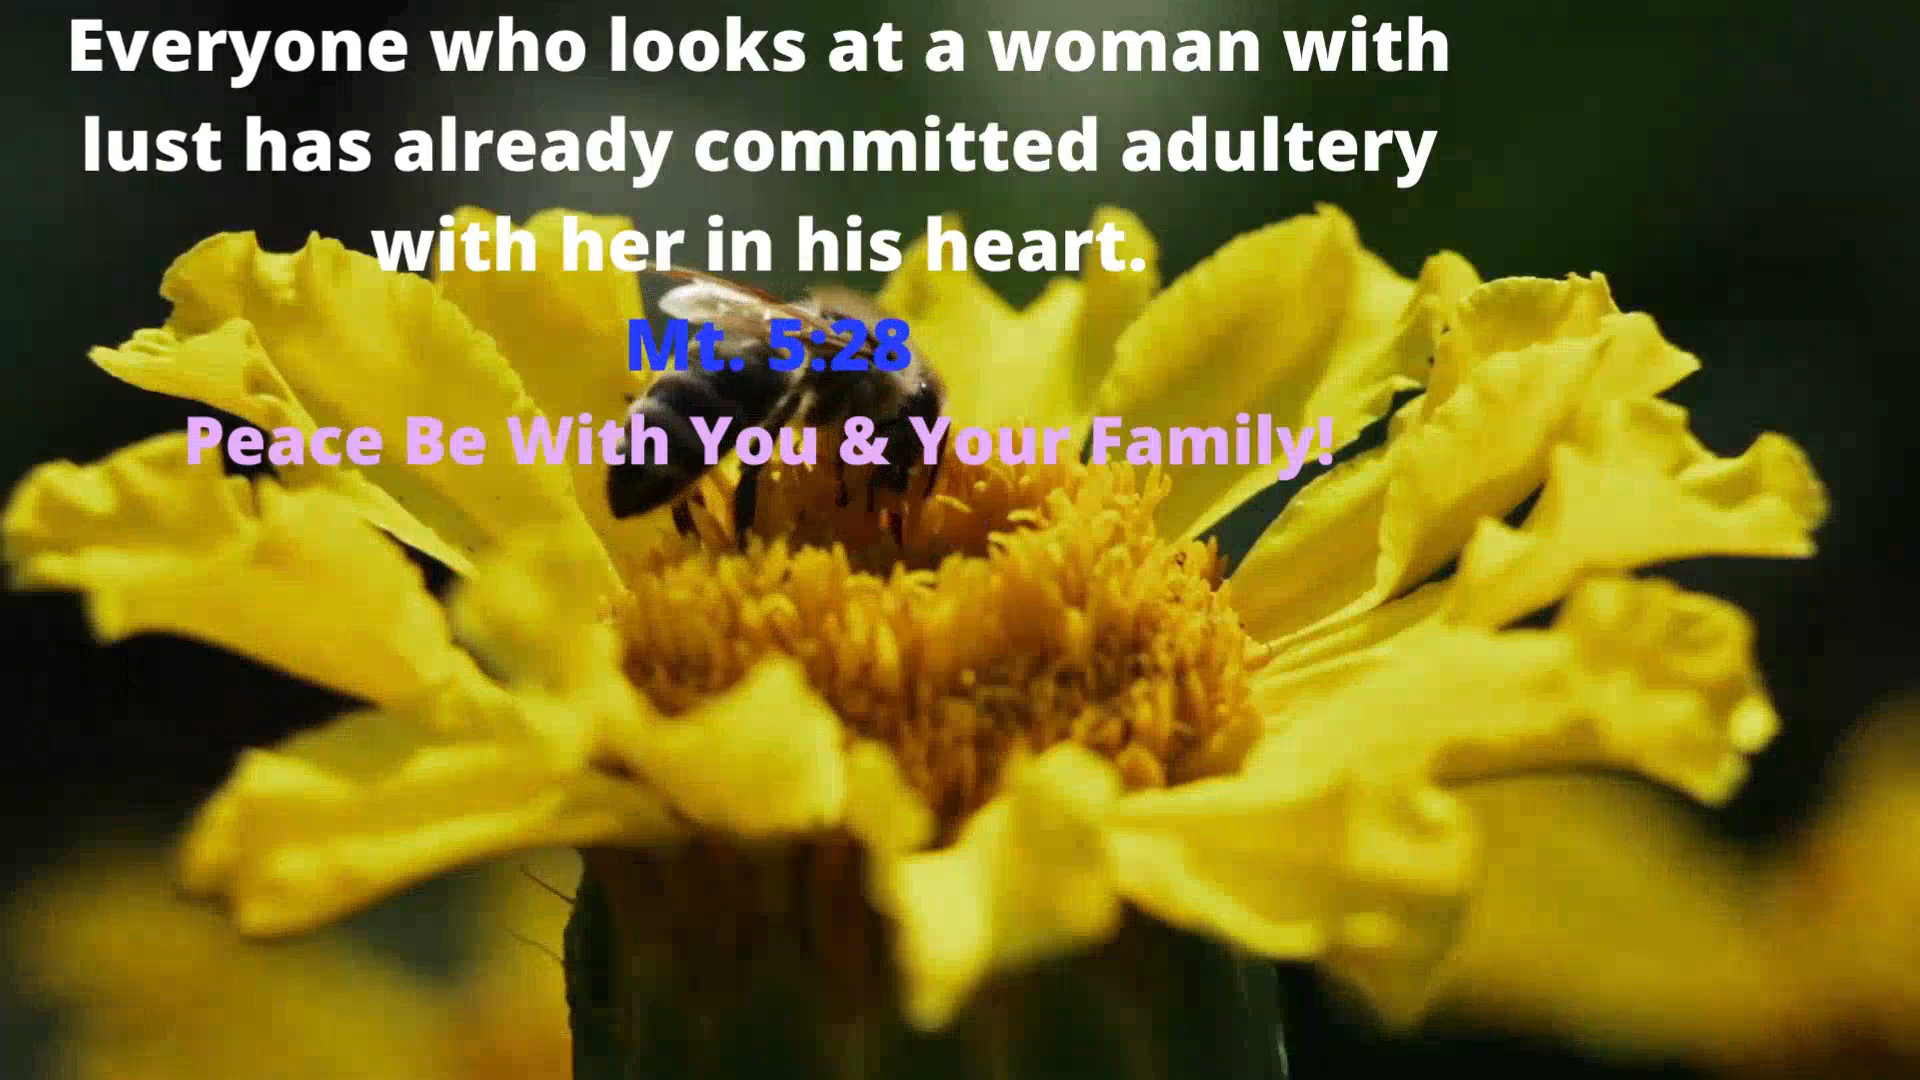 Everyone who looks at a woman with
lust has already committed adultery
with her in his heart.
Mt. 5:28
Peace Be With You & Your Family!